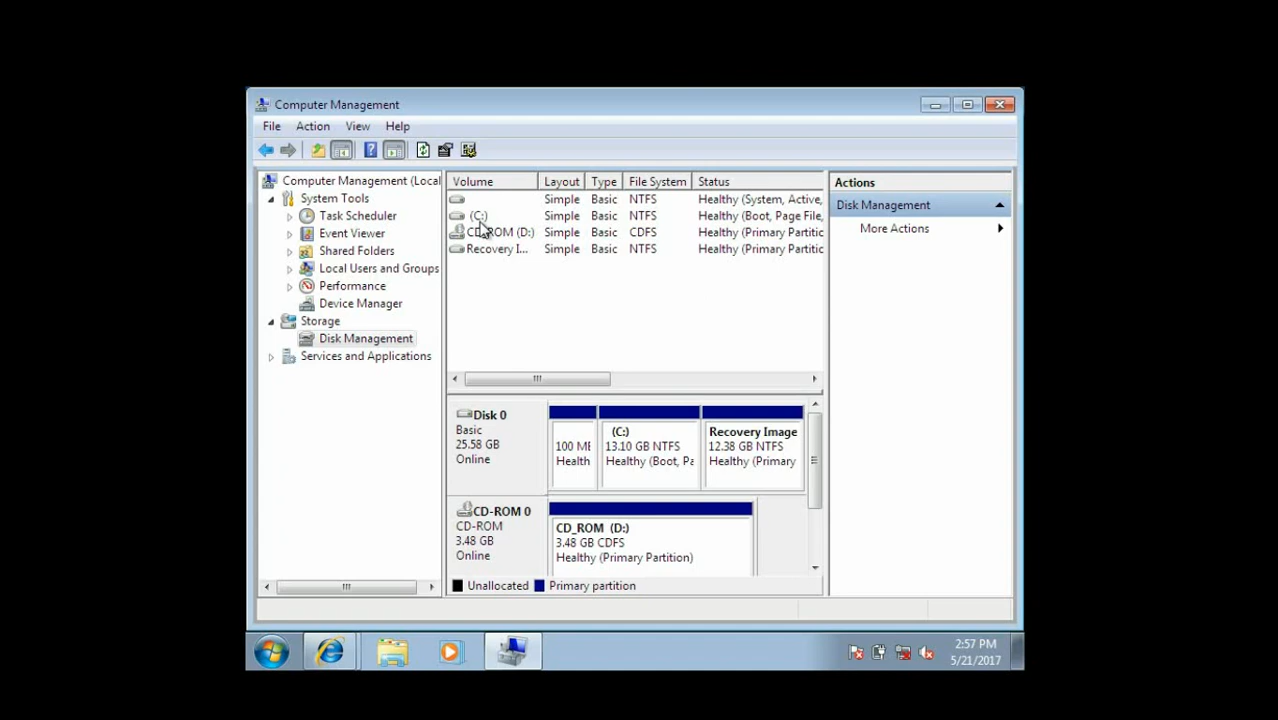 Computer Management
File Action View Help
Computer Management (Local
System Tools
Task Scheduler
Event Viewer
Shared Folders
Local Users and Groups
Performance
Device Manager
Storage
Disk Management
Services and Applications
Volume Layout Type File System Status
Simple Basic NTFS Healthy (System, Active,
(C:) Simple Basic NTFS Healthy (Boot, Page File,
CD_ROM (D:) Simple Basic CDFS Healthy (Primary Partitic
Recovery I... Simple Basic NTFS Healthy (Primary Partitic
Disk 0
Basic
25.58 GB
Online
100 ME
Health
(C:)
13.10 GB NTFS
Healthy (Boot, Pa
Recovery Image
12.38 GB NTFS
Healthy (Primary
CD-ROM 0
CD-ROM
3.48 GB
Online
CD_ROM (D:)
3.48 GB CDFS
Healthy (Primary Partition)
Unallocated Primary partition
Actions
Disk Management
More Actions
2:57 PM
5/21/2017